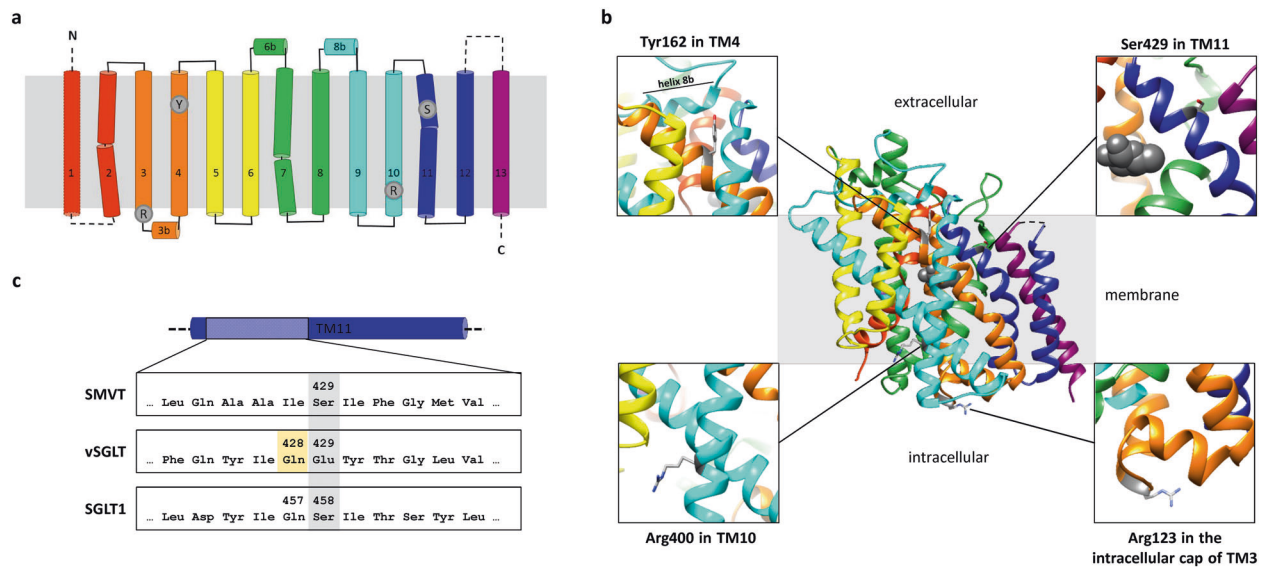 a
N
6b
8b
Y
S
1
2
3
4
5
6
7
8
9
10
11
12
13
R
R
3b
C
b
Tyr162 in TM4
helix 8b
extracellular
Ser429 in TM11
membrane
intracellular
Arg400 in TM10
Arg123 in the
intracellular cap of TM3
c
TM11
429
SMVT
… Leu Gln Ala Ala Ile Ser Ile Phe Gly Met Val …
428 429
vSGLT
… Phe Gln Tyr Ile Gln Glu Tyr Thr Gly Leu Val …
457 458
SGLT1
… Leu Asp Tyr Ile Gln Ser Ile Thr Ser Tyr Leu …